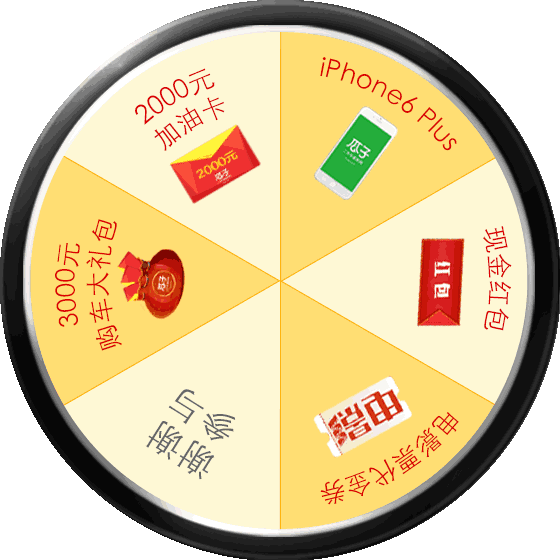 iPhone6 Plus
瓜子
现金红包
红包
电影票代金券
电影
谢谢
参与
3000元
购车大礼包
瓜子
2000元
加油卡
2000元
瓜子